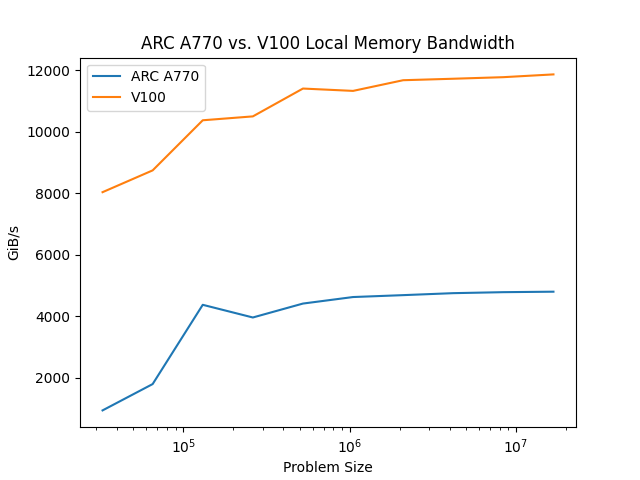 ARC A770 vs. V100 Local Memory Bandwidth
ARC A770
V100
12000
10000
8000
6000
4000
2000
GiB/s
10^5
10^6
10^7
Problem Size